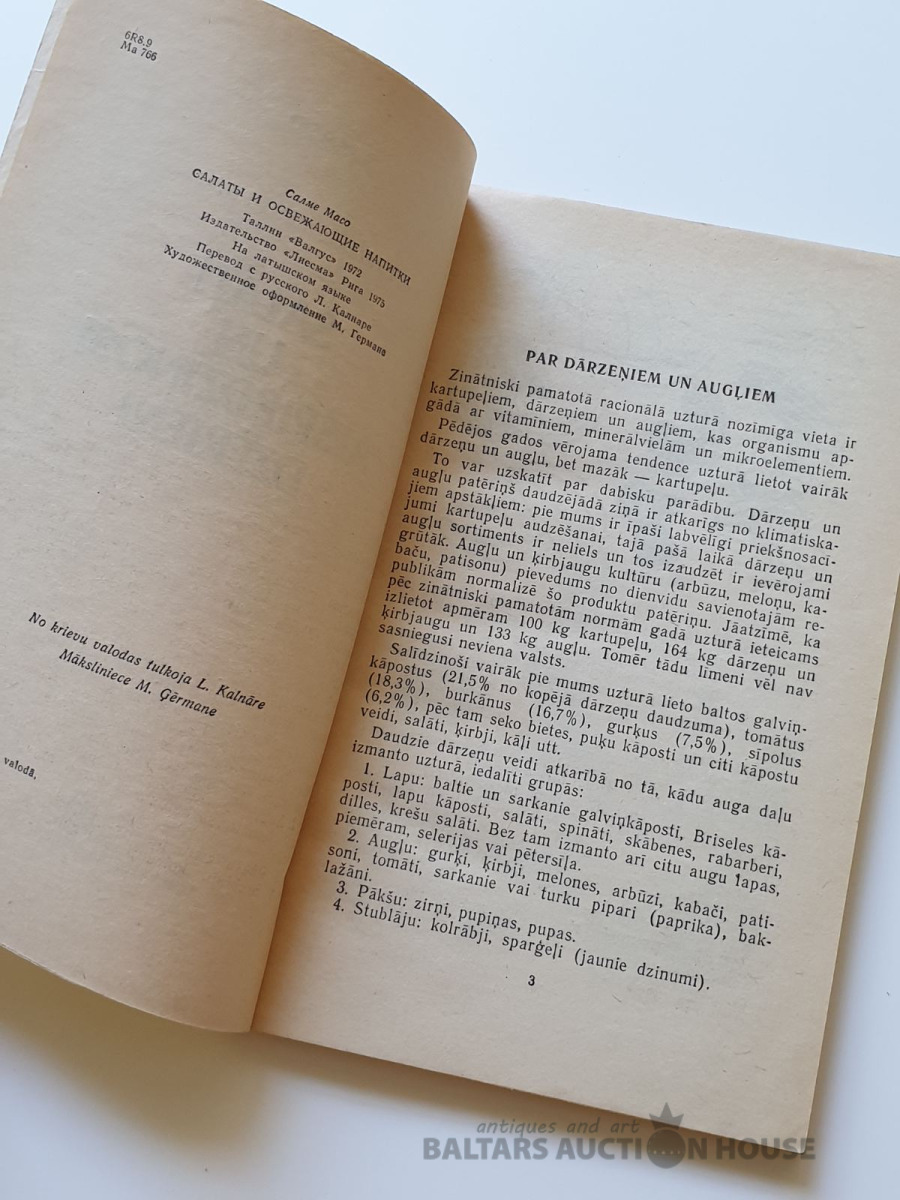 6R8.9
Ma 766
Салме Масо
САЛАТЫ И ОСВЕЖАЮЩИЕ НАПИТКИ
Таллин «Валгус» 1972
Издательство «Лиесма» Рига 1975
На латышском языке
Перевод с русского Л. Калнаре
Художественное оформление М. Германе
No krievu valodas tulkoja L. Kalnāre
Māksliniece M. Ģērmane
valodā.
PAR DĀRZEŅIEM UN AUGĻIEM
Zinātniski pamatotā racionālā uzturā nozīmīga vieta ir
kartupeļiem, dārzeņiem un augļiem, kas organismu ap-
gādā ar vitamīniem, minerālvielām un mikroelementiem.
Pēdējos gados vērojama tendence uzturā lietot vairāk
dārzeņu un augļu, bet mazāk — kartupeļu.
To var uzskatīt par dabisku parādību. Dārzeņu un
augļu patēriņš daudzējādā ziņā ir atkarīgs no klimatiska-
jiem apstākļiem: pie mums ir īpaši labvēlīgi priekšnosacī-
jumi kartupeļu audzēšanai, tajā pašā laikā dārzeņu un
augļu sortiments ir neliels un tos izaudzēt ir ievērojami
grūtāk. Augļu un ķirbjaugu kultūru (arbūzu, meloņu, ka-
baču, patisonu) pievedums no dienvidu savienotajām re-
publikām normalizē šo produktu patēriņu. Jāatzīmē, ka
pēc zinātniski pamatotām normām gadā uzturā ieteicams
izlietot apmēram 100 kg kartupeļu, 164 kg dārzeņu un
ķirbjaugu un 133 kg augļu. Tomēr tādu līmeni vēl nav
sasniegusi neviena valsts.
Salīdzinoši vairāk pie mums uzturā lieto baltos galviņ-
kāpostus (21,5% no kopējā dārzeņu daudzuma), tomātus
(18,3%), burkānus (16,7%), gurķus (7,5%), sīpolus
(6,2%), pēc tam seko bietes, puķu kāposti un citi kāpostu
veidi, salāti, ķirbji, kāļi utt.
Daudzie dārzeņu veidi atkarībā no tā, kādu auga daļu
izmanto uzturā, iedalīti grupās:
1. Lapu: baltie un sarkanie galviņkāposti, Briseles kā-
posti, lapu kāposti, salāti, spināti, skābenes, rabarberi,
dilles, krešu salāti. Bez tam izmanto arī citu augu lapas,
piemēram, selerijas vai pētersīļa.
2. Augļu: gurķi, ķirbji, melones, arbūzi, kabači, pati-
soni, tomāti, sarkanie vai turku pipari (paprika), bak-
lažāni.
3. Pākšu: zirņi, pupiņas, pupas.
4. Stublāju: kolrābji, sparģeļi (jaunie dzinumi).
3
antiques and art
BALTARS AUCTION HOUSE